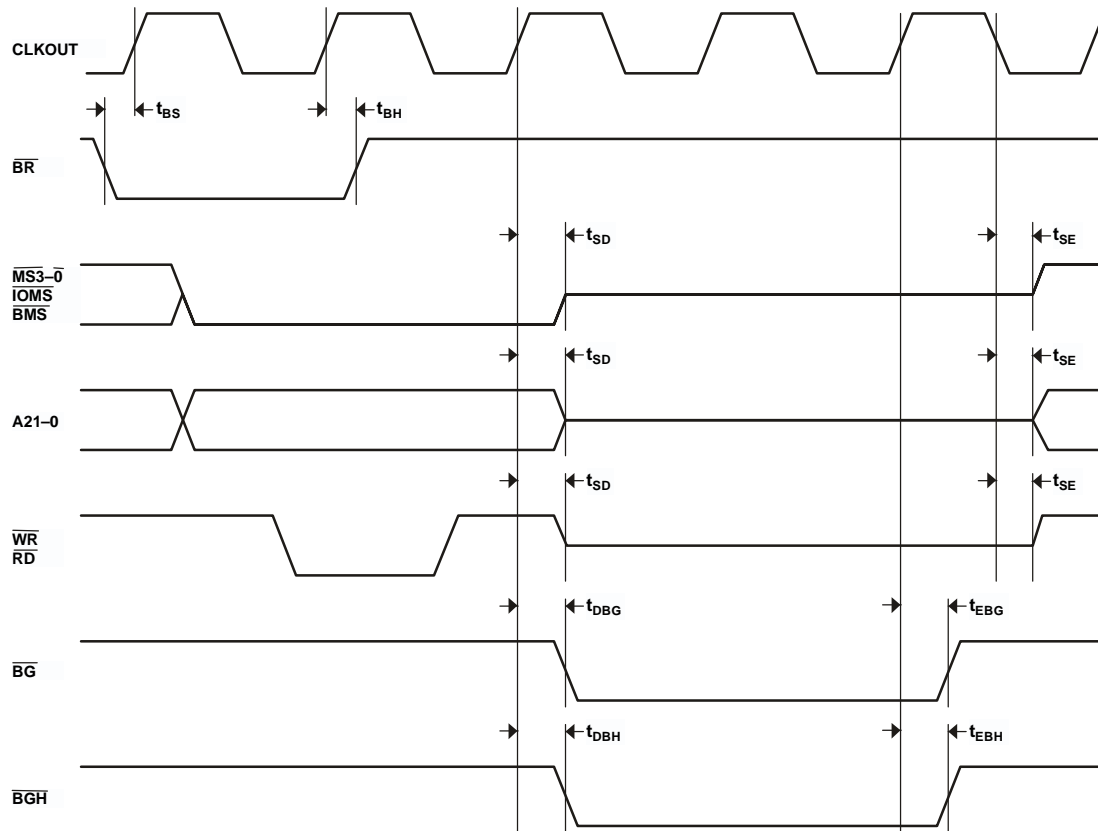 CLKOUT
tBS
tBH
BR
tSD
tSE
MS3–0
IOMS
BMS
tSD
tSE
A21–0
tSD
tSE
WR
RD
tDBG
tEBG
BG
tDBH
tEBH
BGH